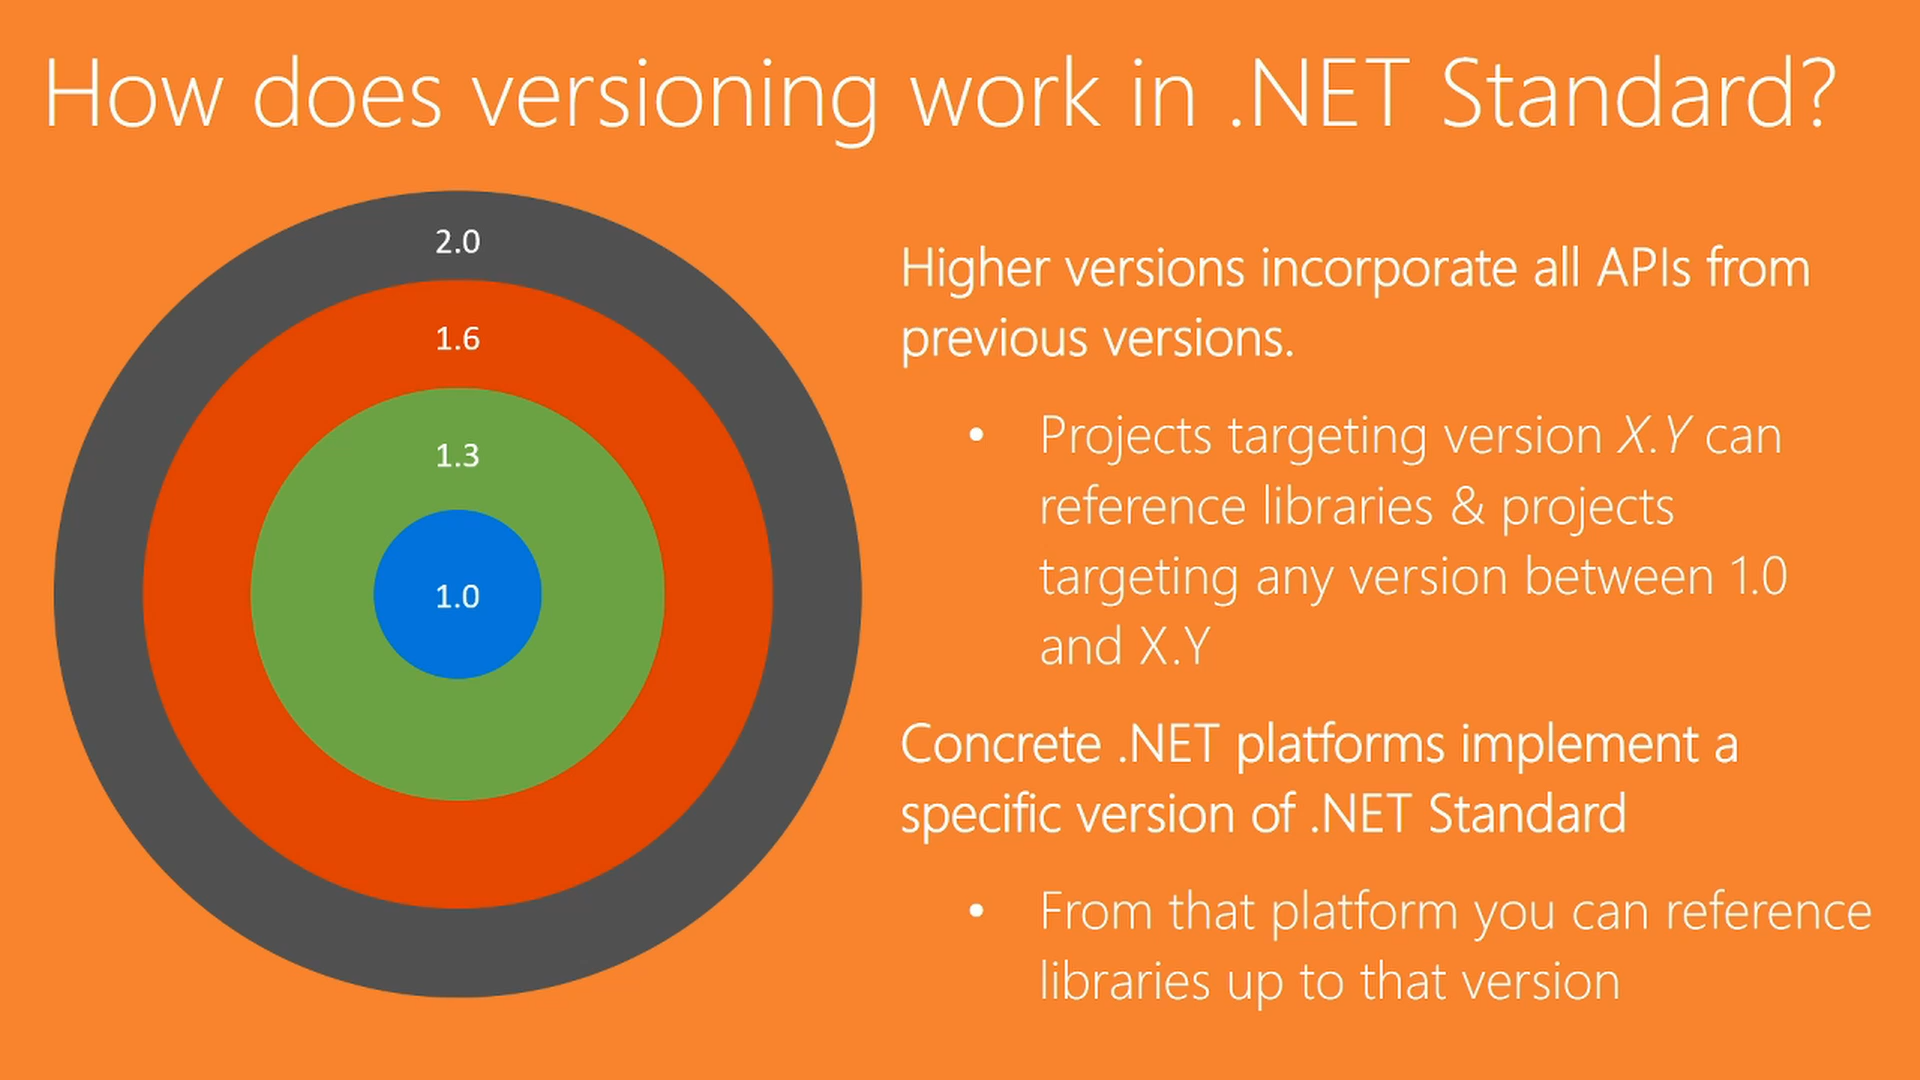 How does versioning work in .NET Standard?
2.0
1.6
1.3
1.0
Higher versions incorporate all APIs from
previous versions.
• Projects targeting version X.Y can
reference libraries & projects
targeting any version between 1.0
and X.Y
Concrete .NET platforms implement a
specific version of .NET Standard
• From that platform you can reference
libraries up to that version